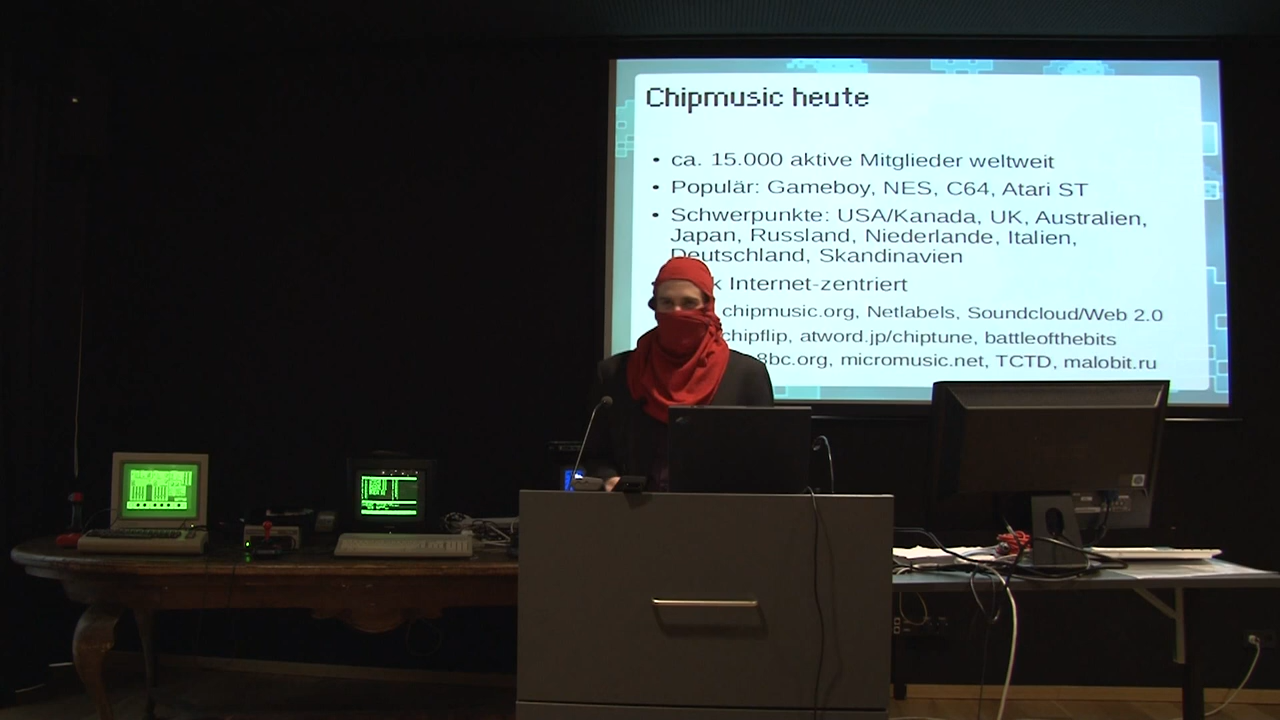 Chipmusic heute
• ca. 15.000 aktive Mitglieder weltweit
• Populär: Gameboy, NES, C64, Atari ST
• Schwerpunkte: USA/Kanada, UK, Australien,
Japan, Russland, Niederlande, Italien,
Deutschland, Skandinavien
k Internet-zentriert
chipmusic.org, Netlabels, Soundcloud/Web 2.0
chipflip, atword.jp/chiptune, battleofthebits
8bc.org, micromusic.net, TCTD, malobit.ru